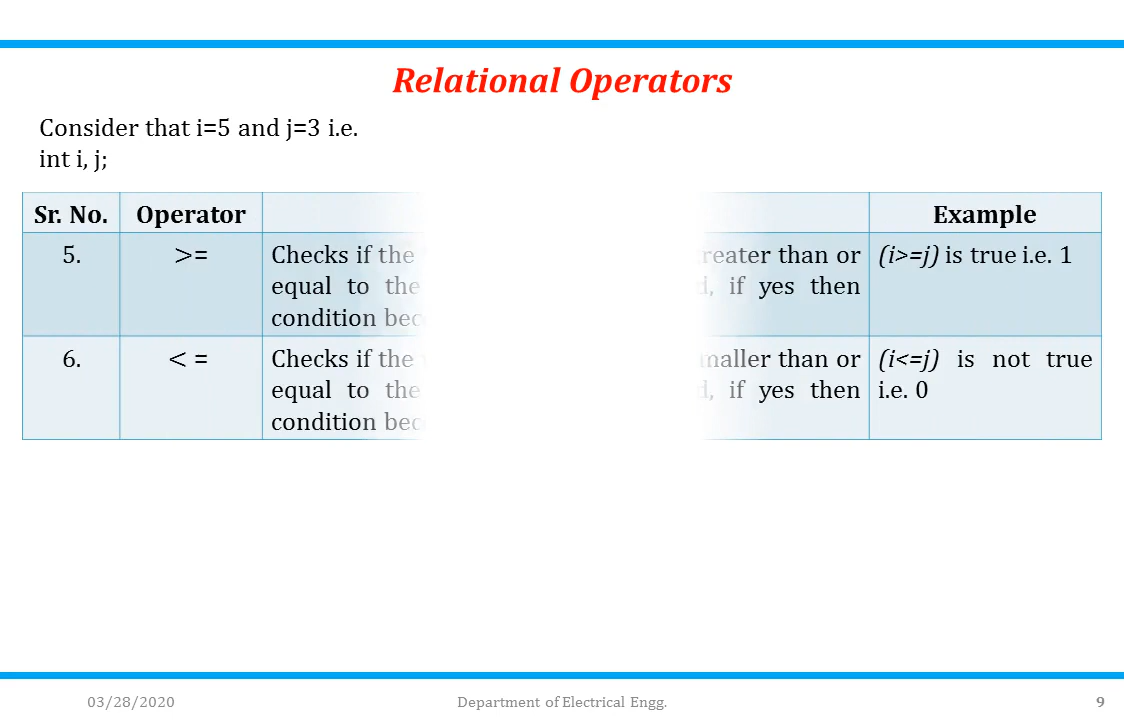 Relational Operators
Consider that i=5 and j=3 i.e.
int i, j;
Sr. No. Operator Example
5. >= Checks if the reater than or (i>=j) is true i.e. 1
equal to the if yes then
condition
6. < = Checks if the maller than or (i<=j) is not true
equal to the if yes then i.e. 0
condition
03/28/2020 Department of Electrical Engg. 9